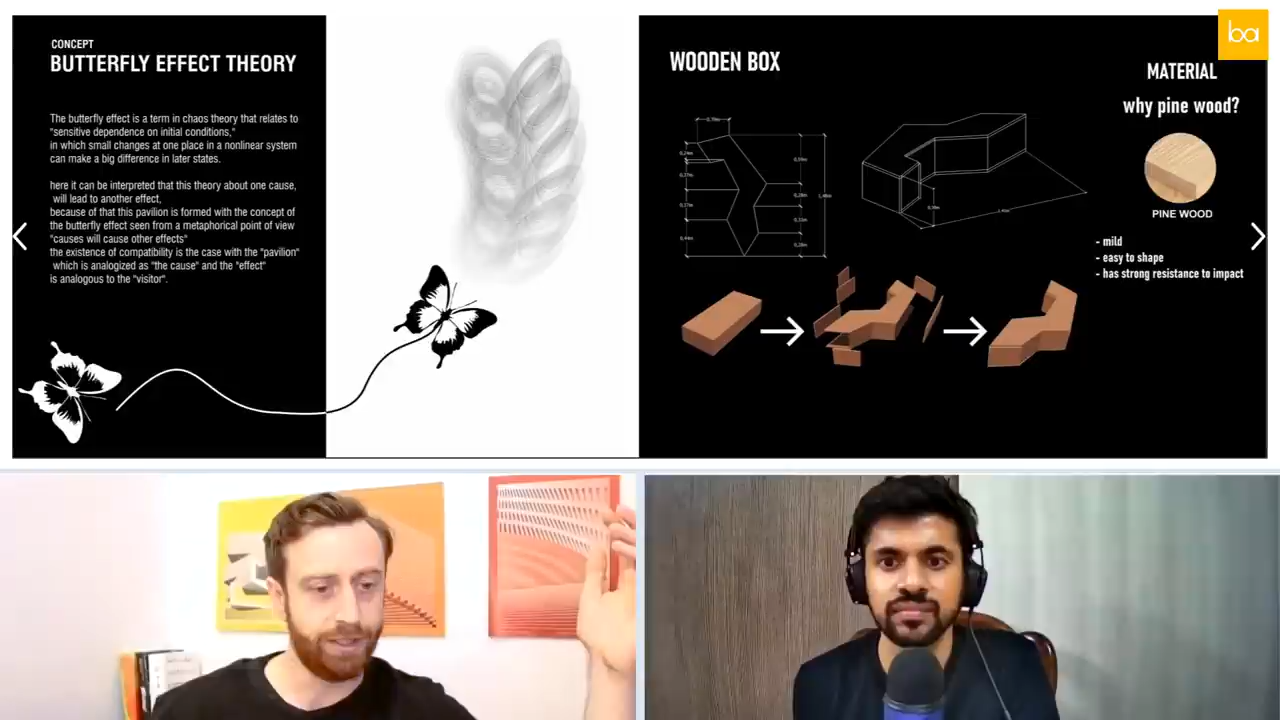 CONCEPT
BUTTERFLY EFFECT THEORY
The butterfly effect is a term in chaos theory that relates to
"sensitive dependence on initial conditions,"
in which small changes at one place in a nonlinear system
can make a big difference in later states.
here it can be interpreted that this theory about one cause,
will lead to another effect,
because of that this pavilion is formed with the concept of
the butterfly effect seen from a metaphorical point of view
"causes will cause other effects"
the existence of compatibility is the case with the "pavilion"
which is analogized as "the cause" and the "effect"
is analogous to the "visitor".
WOODEN BOX
ba
MATERIAL
why pine wood?
PINE WOOD
- mild
- easy to shape
- has strong resistance to impact